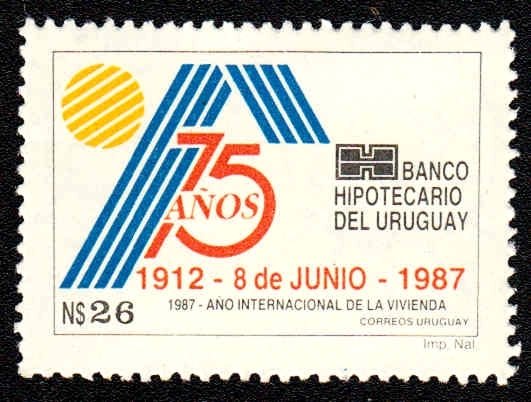 75
AÑOS
BANCO
HIPOTECARIO
DEL URUGUAY
1912 - 8 de JUNIO - 1987
1987 - AÑO INTERNACIONAL DE LA VIVIENDA
N$ 26
CORREOS URUGUAY
Imp. Nal.